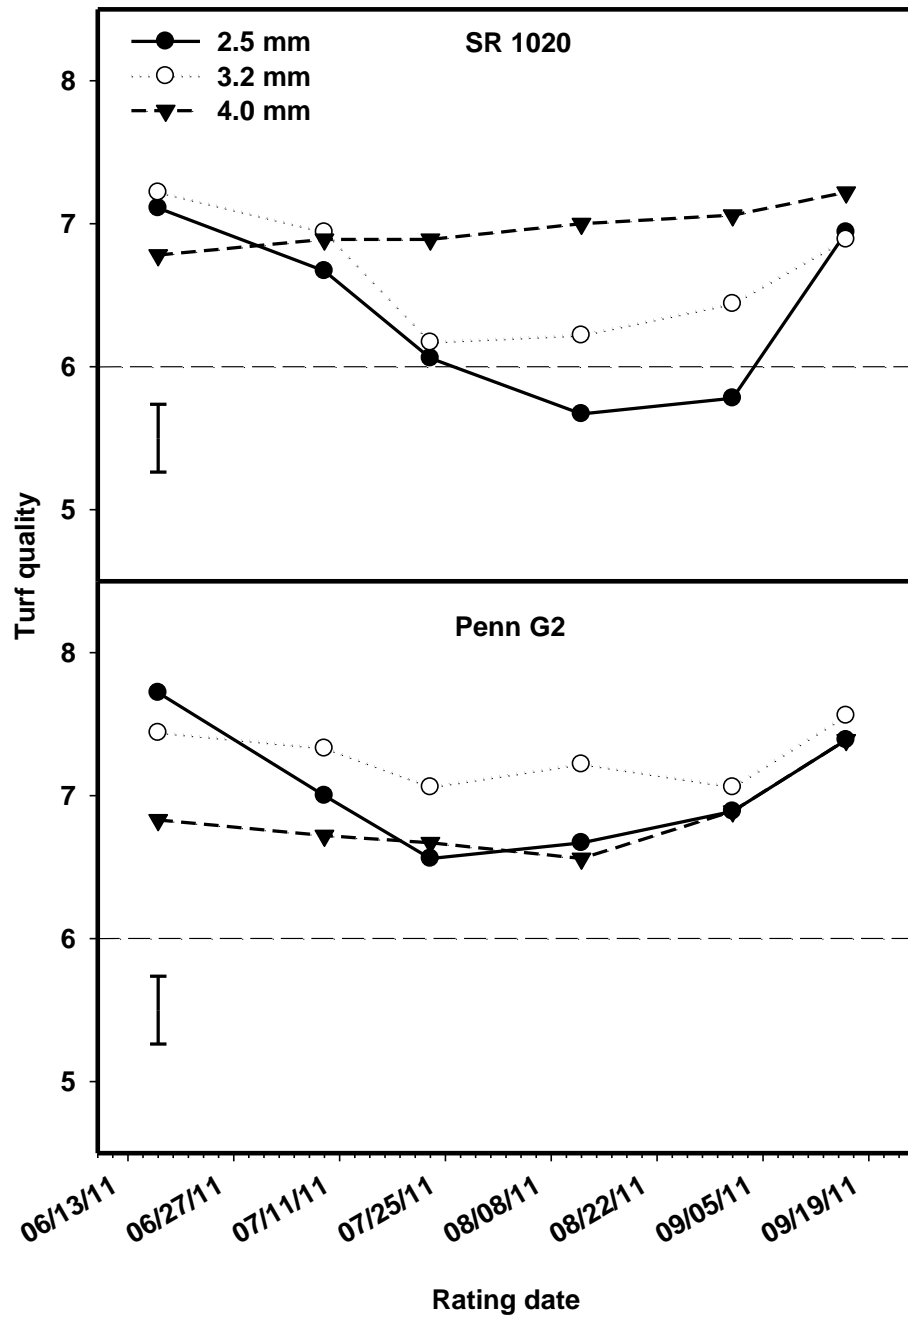 SR 1020
2.5 mm
3.2 mm
4.0 mm
8
7
6
5
Turf quality
Penn G2
8
7
6
5
06/13/11
06/27/11
07/11/11
07/25/11
08/08/11
08/22/11
09/05/11
09/19/11
Rating date